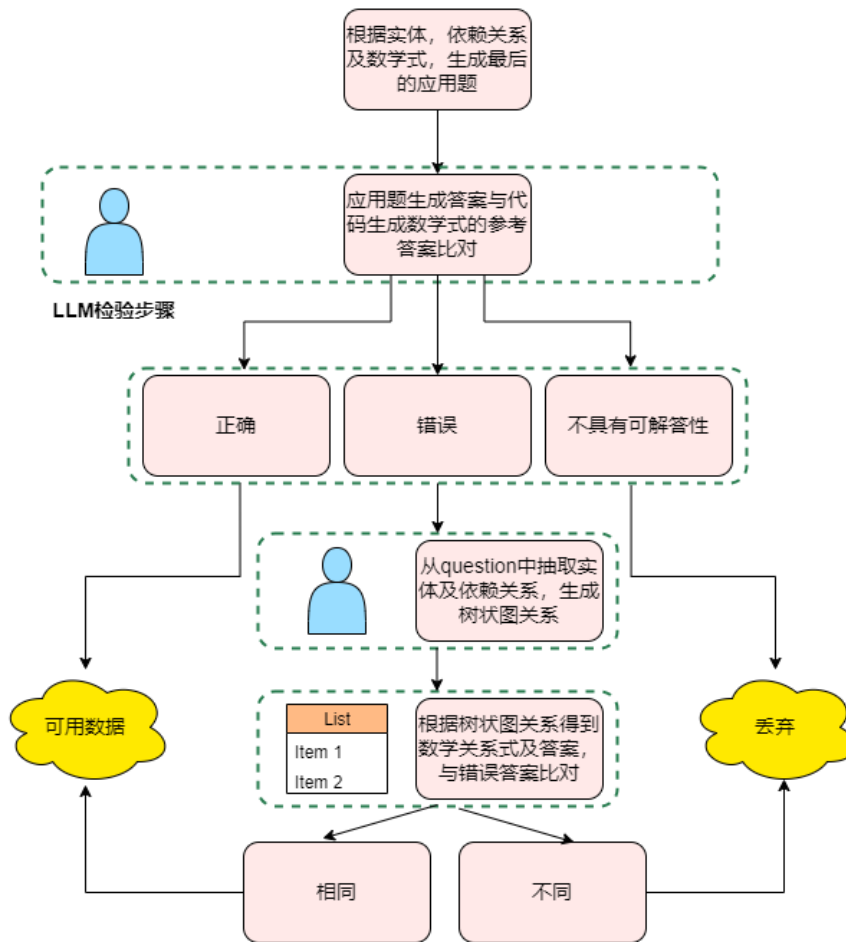 根据实体，依赖关系
及数学式，生成最后
的应用题
应用题生成答案与代
码生成数学式的参考
答案比对
LLM检验步骤
正确
错误
不具有可解答性
从question中抽取实
体及依赖关系，生成
树状图关系
可用数据
List
Item 1
Item 2
根据树状图关系得到
数学关系式及答案，
与错误答案比对
丢弃
相同
不同